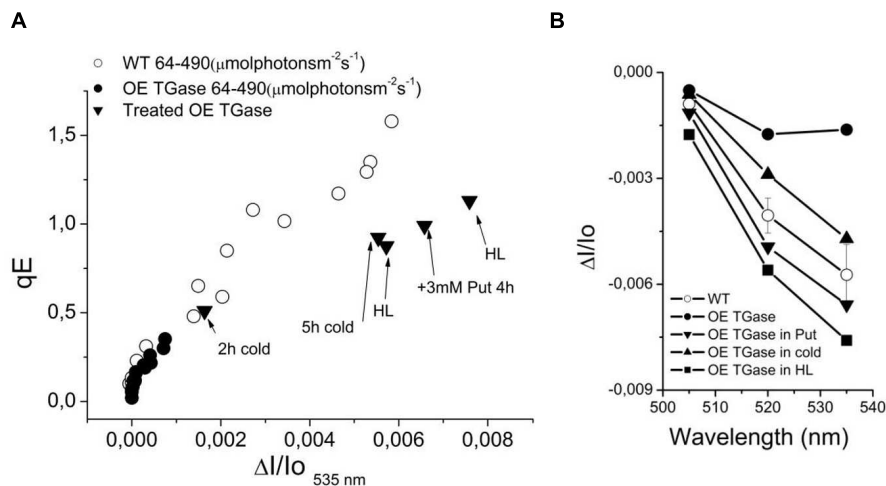 A
WT 64-490(μmolphotonsm⁻²s⁻¹)
OE TGase 64-490(μmolphotonsm⁻²s⁻¹)
Treated OE TGase
1,5
1,0
0,5
0,0
qE
HL
+3mM Put 4h
HL
5h cold
2h cold
0,000 0,002 0,004 0,006 0,008
ΔI/Io 535 nm
B
0,000
-0,003
-0,006
-0,009
ΔI/Io
WT
OE TGase
OE TGase in Put
OE TGase in cold
OE TGase in HL
500 510 520 530 540
Wavelength (nm)